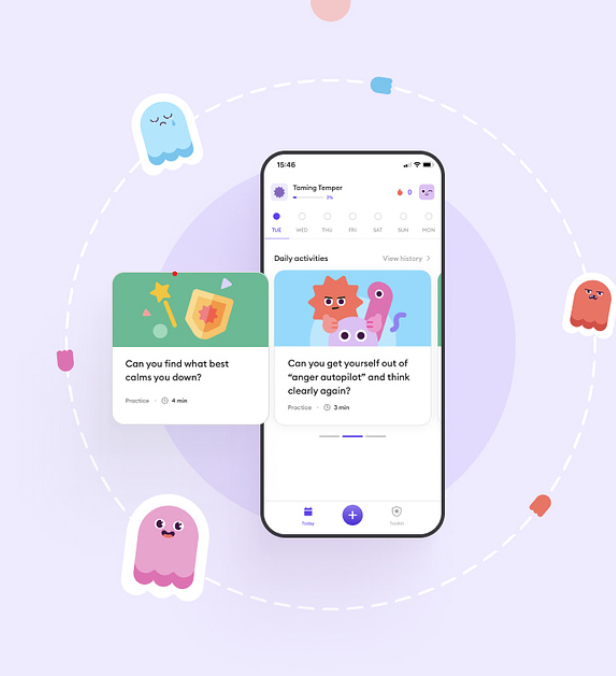 15:46
Taming Temper
0
TUE WED THU FRI SAT SUN MON
Daily activities
View history
Can you find what best
calms you down?
Practice · 4 min
Can you get yourself out of
“anger autopilot” and think
clearly again?
Practice · 3 min
Today
Toolkit